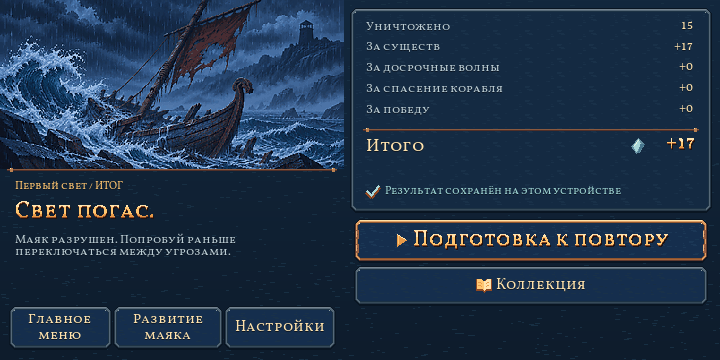 Первый свет / ИТОГ
Свет погас.
Маяк разрушен. Попробуй раньше
переключаться между угрозами.
Главное
меню
Развитие
маяка
Настройки
Уничтожено 15
За существ +17
За досрочные волны +0
За спасение корабля +0
За победу +0
Итого +17
Результат сохранён на этом устройстве
Подготовка к повтору
Коллекция